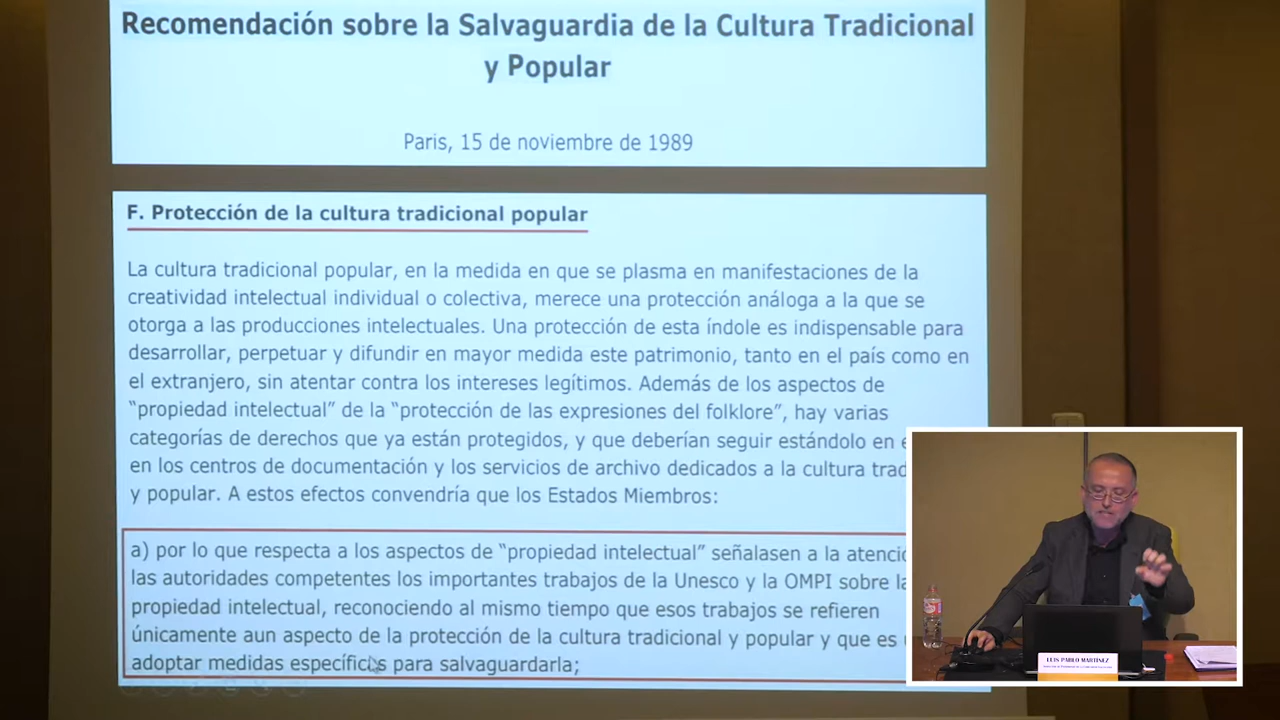 Recomendación sobre la Salvaguardia de la Cultura Tradicional
y Popular
Paris, 15 de noviembre de 1989
F. Protección de la cultura tradicional popular
La cultura tradicional popular, en la medida en que se plasma en manifestaciones de la
creatividad intelectual individual o colectiva, merece una protección análoga a la que se
otorga a las producciones intelectuales. Una protección de esta índole es indispensable para
desarrollar, perpetuar y difundir en mayor medida este patrimonio, tanto en el país como en
el extranjero, sin atentar contra los intereses legítimos. Además de los aspectos de
“propiedad intelectual” de la “protección de las expresiones del folklore”, hay varias
categorías de derechos que ya están protegidos, y que deberían seguir estándolo en
en los centros de documentación y los servicios de archivo dedicados a la cultura trad
y popular. A estos efectos convendría que los Estados Miembros:
a) por lo que respecta a los aspectos de “propiedad intelectual” señalasen a la atenció
las autoridades competentes los importantes trabajos de la Unesco y la OMPI sobre la
propiedad intelectual, reconociendo al mismo tiempo que esos trabajos se refieren
únicamente aun aspecto de la protección de la cultura tradicional y popular y que es
adoptar medidas específicas para salvaguardarla;
LUIS PABLO MARTÍNEZ